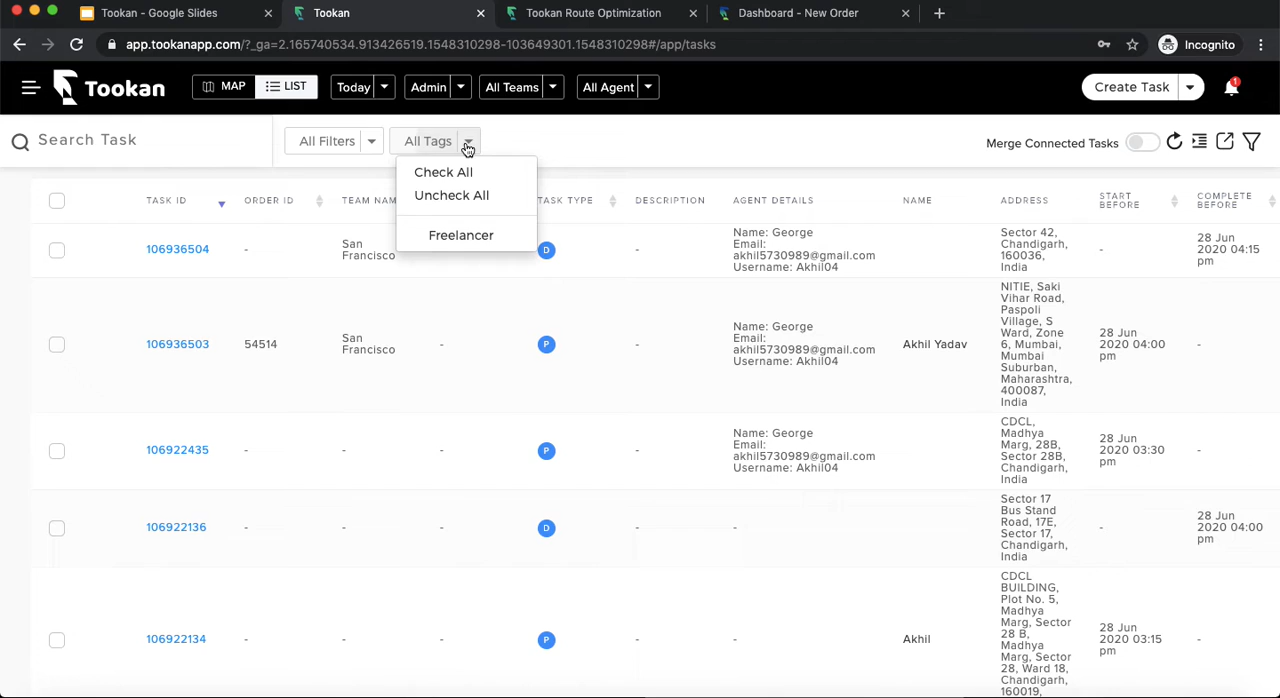 Tookan - Google Slides
Tookan
Tookan Route Optimization
Dashboard - New Order
app.tookanapp.com/?_ga=2.165740534.913426519.1548310298-103649301.1548310298#/app/tasks
Incognito
Tookan
MAP
LIST
Today
Admin
All Teams
All Agent
Create Task
1
Search Task
All Filters
All Tags
Merge Connected Tasks
Check All
Uncheck All
Freelancer
TASK ID
ORDER ID
TEAM NAM
TASK TYPE
DESCRIPTION
AGENT DETAILS
NAME
ADDRESS
START
BEFORE
COMPLETE
BEFORE
106936504
-
San
Francisco
D
-
Name: George
Email:
akhil5730989@gmail.com
Username: Akhil04
Sector 42,
Chandigarh,
160036,
India
-
28 Jun
2020 04:15
pm
106936503
54514
San
Francisco
-
P
-
Name: George
Email:
akhil5730989@gmail.com
Username: Akhil04
Akhil Yadav
NITIE, Saki
Vihar Road,
Paspoli
Village, S
Ward, Zone
6, Mumbai,
Mumbai
Suburban,
Maharashtra,
400087,
India
28 Jun
2020 04:00
pm
-
106922435
-
-
-
P
-
Name: George
Email:
akhil5730989@gmail.com
Username: Akhil04
CDCL,
Madhya
Marg, 28B,
Sector 28B,
Chandigarh,
India
28 Jun
2020 03:30
pm
-
106922136
-
-
-
D
-
-
Sector 17
Bus Stand
Road, 17E,
Sector 17,
Chandigarh,
India
-
28 Jun
2020 04:00
pm
106922134
-
-
-
P
-
-
Akhil
CDCL
BUILDING,
Plot No. 5,
Madhya
Marg, Sector
28 B,
Madhya
Marg, Sector
28, Ward 18,
Chandigarh,
160019,
28 Jun
2020 03:15
pm
-